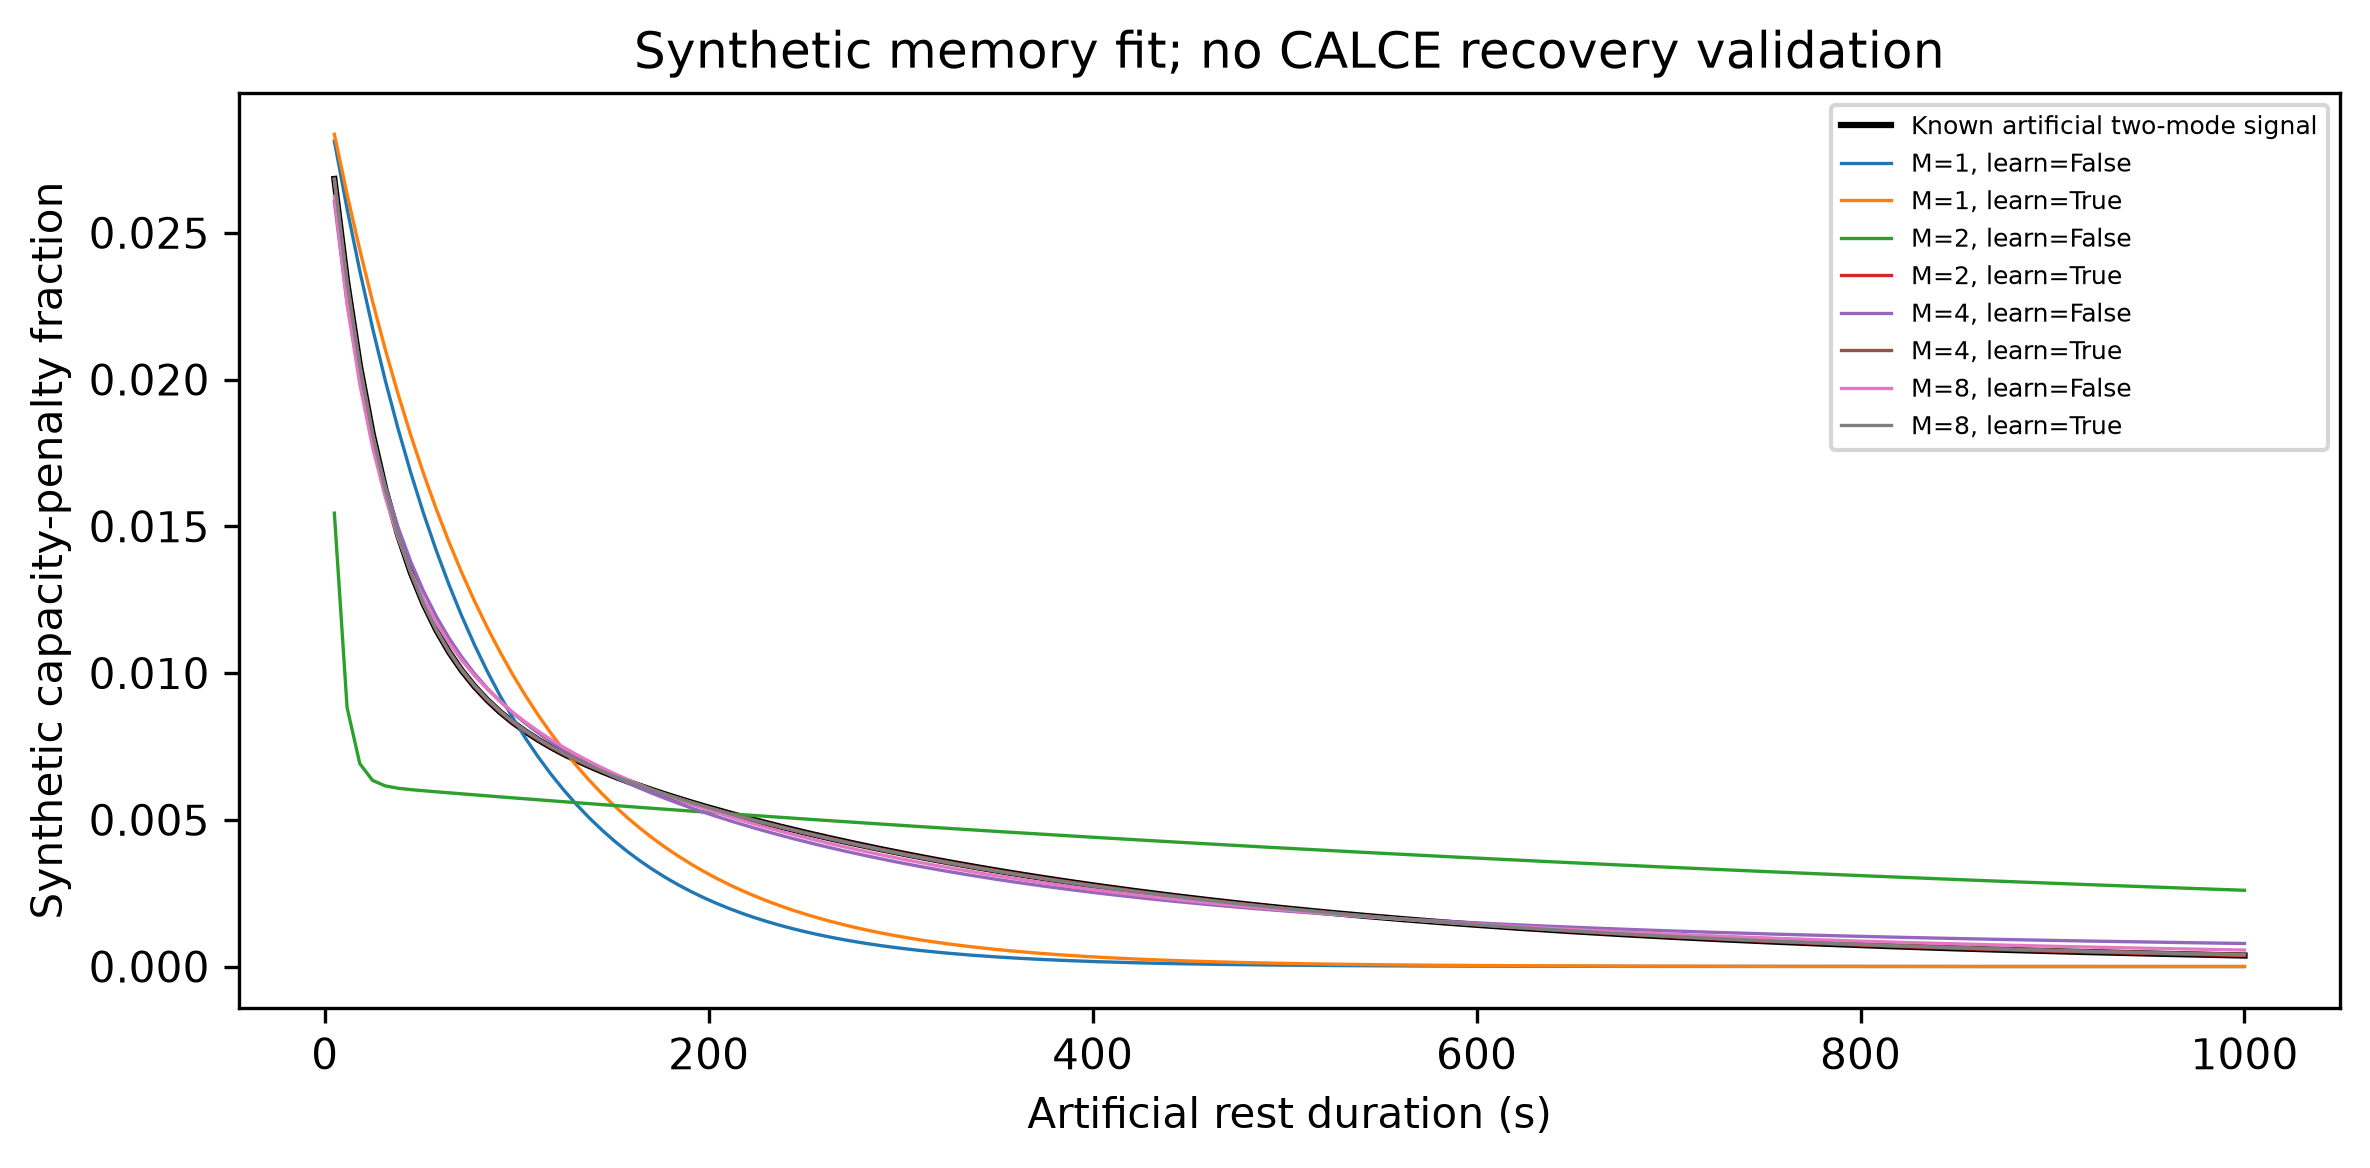 Synthetic memory fit; no CALCE recovery validation
Synthetic capacity-penalty fraction
0.025
0.020
0.015
0.010
0.005
0.000
Known artificial two-mode signal
M=1, learn=False
M=1, learn=True
M=2, learn=False
M=2, learn=True
M=4, learn=False
M=4, learn=True
M=8, learn=False
M=8, learn=True
0 200 400 600 800 1000
Artificial rest duration (s)